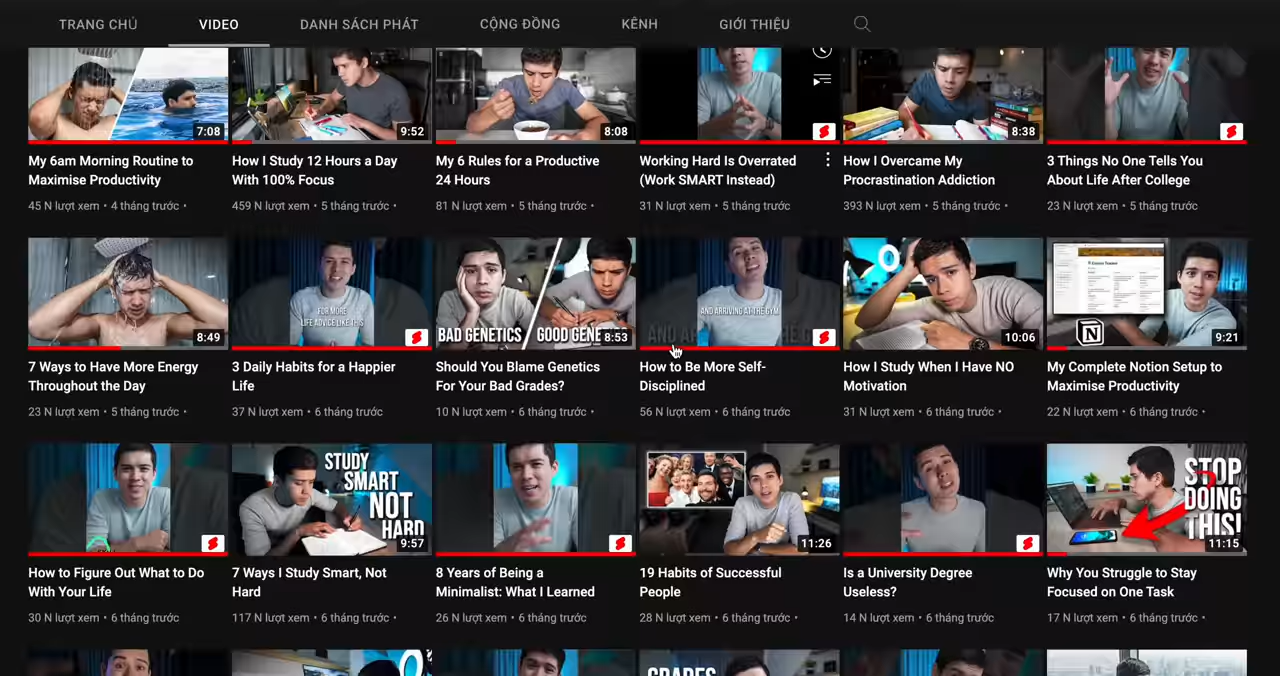 TRANG CHỦ
VIDEO
DANH SÁCH PHÁT
CỘNG ĐỒNG
KÊNH
GIỚI THIỆU
7:08
9:52
8:08
8:38
My 6am Morning Routine to
Maximise Productivity
45 N lượt xem • 4 tháng trước •
How I Study 12 Hours a Day
With 100% Focus
459 N lượt xem • 5 tháng trước •
My 6 Rules for a Productive
24 Hours
81 N lượt xem • 5 tháng trước •
Working Hard Is Overrated
(Work SMART Instead)
31 N lượt xem • 5 tháng trước
How I Overcame My
Procrastination Addiction
393 N lượt xem • 5 tháng trước •
3 Things No One Tells You
About Life After College
23 N lượt xem • 5 tháng trước
8:49
FOR MORE
LIFE ADVICE LIKE THIS
BAD GENETICS
GOOD GENE
8:53
AND ARRIVING AT THE GYM
10:06
9:21
7 Ways to Have More Energy
Throughout the Day
23 N lượt xem • 5 tháng trước •
3 Daily Habits for a Happier
Life
37 N lượt xem • 6 tháng trước
Should You Blame Genetics
For Your Bad Grades?
10 N lượt xem • 6 tháng trước •
How to Be More Self-
Disciplined
56 N lượt xem • 6 tháng trước
How I Study When I Have NO
Motivation
31 N lượt xem • 6 tháng trước •
My Complete Notion Setup to
Maximise Productivity
22 N lượt xem • 6 tháng trước •
STUDY
SMART
NOT
HARD
9:57
11:26
STOP
DOING
THIS!
11:15
How to Figure Out What to Do
With Your Life
30 N lượt xem • 6 tháng trước
7 Ways I Study Smart, Not
Hard
117 N lượt xem • 6 tháng trước •
8 Years of Being a
Minimalist: What I Learned
26 N lượt xem • 6 tháng trước
19 Habits of Successful
People
28 N lượt xem • 6 tháng trước •
Is a University Degree
Useless?
14 N lượt xem • 6 tháng trước
Why You Struggle to Stay
Focused on One Task
17 N lượt xem • 6 tháng trước •
GRADES